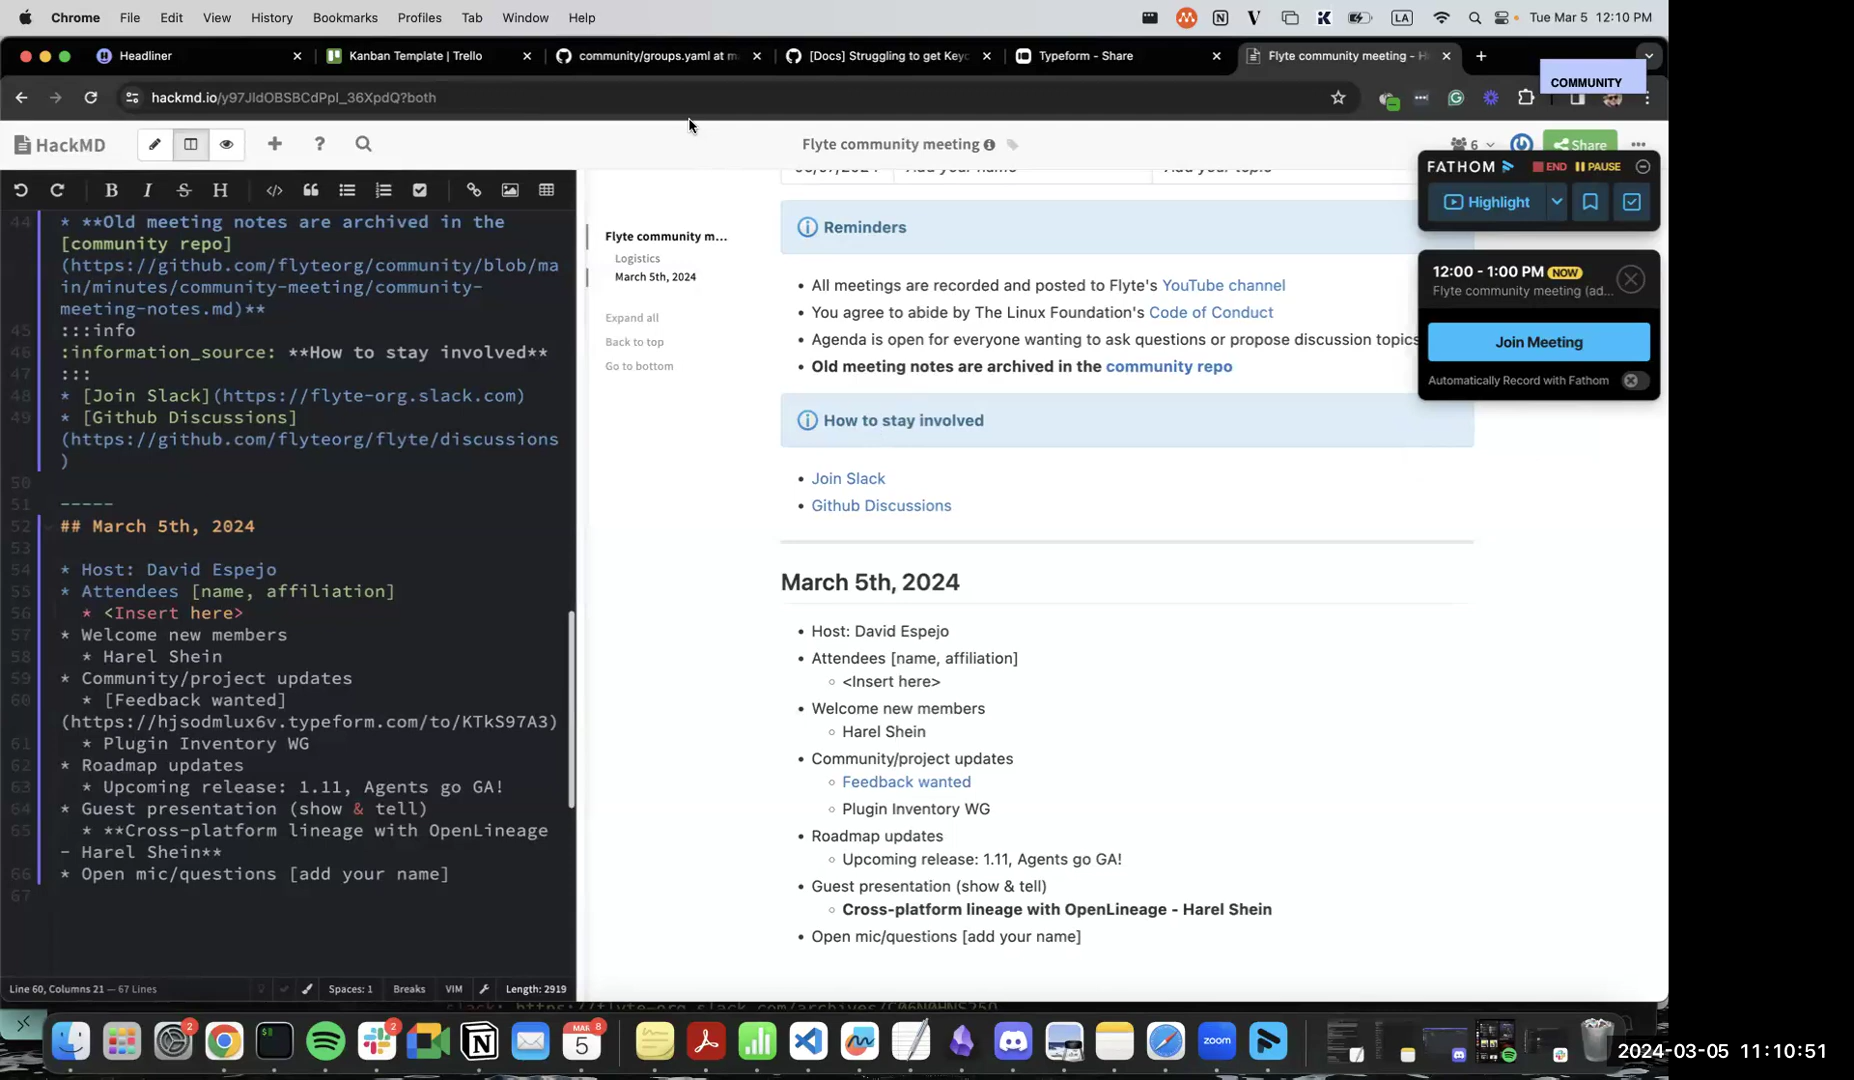 Chrome File Edit View History Bookmarks Profiles Tab Window Help LA Tue Mar 5 12:10 PM
Headliner Kanban Template | Trello community/groups.yaml at m [Docs] Struggling to get Keyc Typeform - Share Flyte community meeting - H
COMMUNITY
hackmd.io/y97JldOBSBCdPpl_36XpdQ?both
HackMD Flyte community meeting 6 Share
FATHOM END PAUSE
Highlight
12:00 - 1:00 PM NOW
Flyte community meeting (ad...
Join Meeting
Automatically Record with Fathom
44 * **Old meeting notes are archived in the
[community repo]
(https://github.com/flyteorg/community/blob/ma
in/minutes/community-meeting/community-
meeting-notes.md)**
45 :::info
46 :information_source: **How to stay involved**
47 :::
48 * [Join Slack](https://flyte-org.slack.com)
49 * [Github Discussions]
(https://github.com/flyteorg/flyte/discussions
)
50
51 -----
52 ## March 5th, 2024
53
54 * Host: David Espejo
55 * Attendees [name, affiliation]
56 * <Insert here>
57 * Welcome new members
58 * Harel Shein
59 * Community/project updates
60 * [Feedback wanted]
(https://hjsodmlux6v.typeform.com/to/KTkS97A3)
61 * Plugin Inventory WG
62 * Roadmap updates
63 * Upcoming release: 1.11, Agents go GA!
64 * Guest presentation (show & tell)
65 * **Cross-platform lineage with OpenLineage
- Harel Shein**
66 * Open mic/questions [add your name]
67
Line 60, Columns 21 — 67 Lines Spaces: 1 Breaks VIM Length: 2919
Flyte community m...
Logistics
March 5th, 2024
Expand all
Back to top
Go to bottom
Add your name Add your topic
Reminders
• All meetings are recorded and posted to Flyte's YouTube channel
• You agree to abide by The Linux Foundation's Code of Conduct
• Agenda is open for everyone wanting to ask questions or propose discussion topics
• Old meeting notes are archived in the community repo
How to stay involved
• Join Slack
• Github Discussions
March 5th, 2024
• Host: David Espejo
• Attendees [name, affiliation]
◦ <Insert here>
• Welcome new members
◦ Harel Shein
• Community/project updates
◦ Feedback wanted
◦ Plugin Inventory WG
• Roadmap updates
◦ Upcoming release: 1.11, Agents go GA!
• Guest presentation (show & tell)
◦ Cross-platform lineage with OpenLineage - Harel Shein
• Open mic/questions [add your name]
2 2 MAR 5 8 zoom
2024-03-05 11:10:51